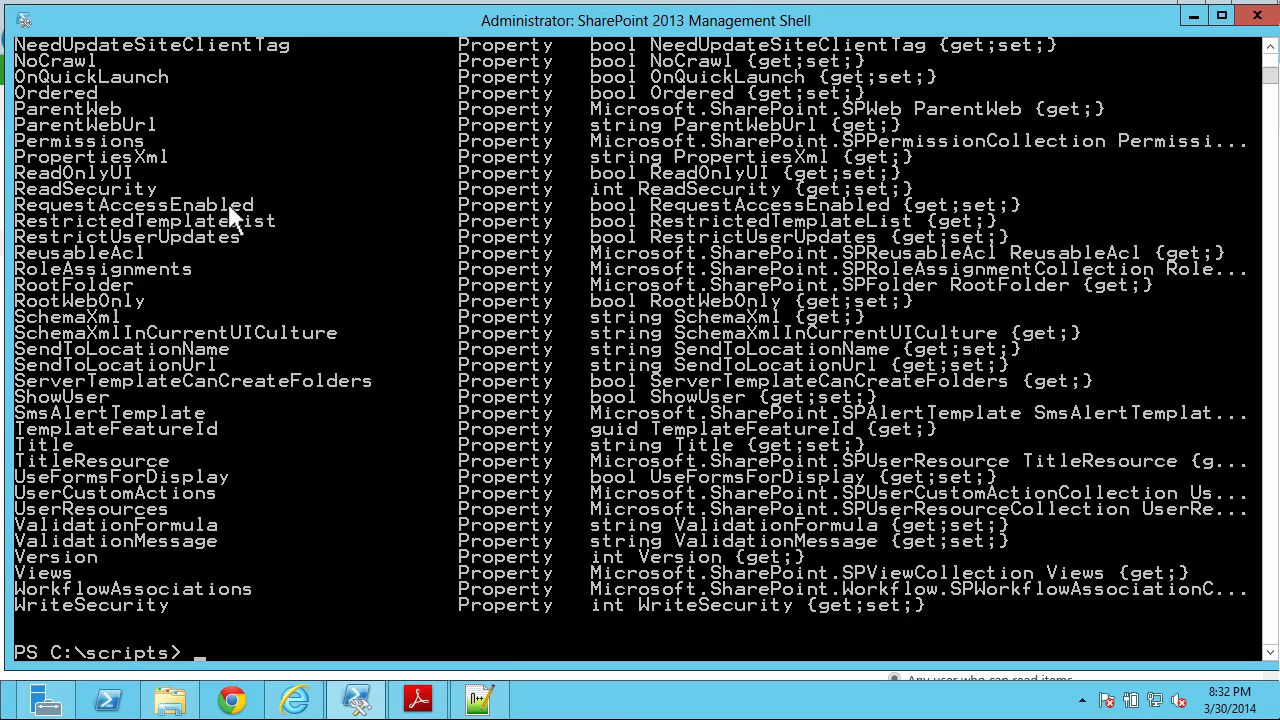 Administrator: SharePoint 2013 Management Shell
NeedUpdateSiteClientTag Property bool NeedUpdateSiteClientTag {get;set;}
NoCrawl Property bool NoCrawl {get;set;}
OnQuickLaunch Property bool OnQuickLaunch {get;set;}
Ordered Property bool Ordered {get;set;}
ParentWeb Property Microsoft.SharePoint.SPWeb ParentWeb {get;}
ParentWebUrl Property string ParentWebUrl {get;}
Permissions Property Microsoft.SharePoint.SPPermissionCollection Permissi...
PropertiesXml Property string PropertiesXml {get;}
ReadOnlyUI Property bool ReadOnlyUI {get;set;}
ReadSecurity Property int ReadSecurity {get;set;}
RequestAccessEnabled Property bool RequestAccessEnabled {get;set;}
RestrictedTemplateList Property bool RestrictedTemplateList {get;}
RestrictUserUpdates Property bool RestrictUserUpdates {get;set;}
ReusableAcl Property Microsoft.SharePoint.SPReusableAcl ReusableAcl {get;}
RoleAssignments Property Microsoft.SharePoint.SPRoleAssignmentCollection Role...
RootFolder Property Microsoft.SharePoint.SPFolder RootFolder {get;}
RootWebOnly Property bool RootWebOnly {get;set;}
SchemaXml Property string SchemaXml {get;}
SchemaXmlInCurrentUICulture Property string SchemaXmlInCurrentUICulture {get;}
SendToLocationName Property string SendToLocationName {get;set;}
SendToLocationUrl Property string SendToLocationUrl {get;set;}
ServerTemplateCanCreateFolders Property bool ServerTemplateCanCreateFolders {get;}
ShowUser Property bool ShowUser {get;set;}
SmsAlertTemplate Property Microsoft.SharePoint.SPAlertTemplate SmsAlertTemplat...
TemplateFeatureId Property guid TemplateFeatureId {get;}
Title Property string Title {get;set;}
TitleResource Property Microsoft.SharePoint.SPUserResource TitleResource {g...
UseFormsForDisplay Property bool UseFormsForDisplay {get;set;}
UserCustomActions Property Microsoft.SharePoint.SPUserCustomActionCollection Us...
UserResources Property Microsoft.SharePoint.SPUserResourceCollection UserRe...
ValidationFormula Property string ValidationFormula {get;set;}
ValidationMessage Property string ValidationMessage {get;set;}
Version Property int Version {get;}
Views Property Microsoft.SharePoint.SPViewCollection Views {get;}
WorkflowAssociations Property Microsoft.SharePoint.Workflow.SPWorkflowAssociationC...
WriteSecurity Property int WriteSecurity {get;set;}
PS C:\scripts> _
Any user who can read items
8:32 PM
3/30/2014